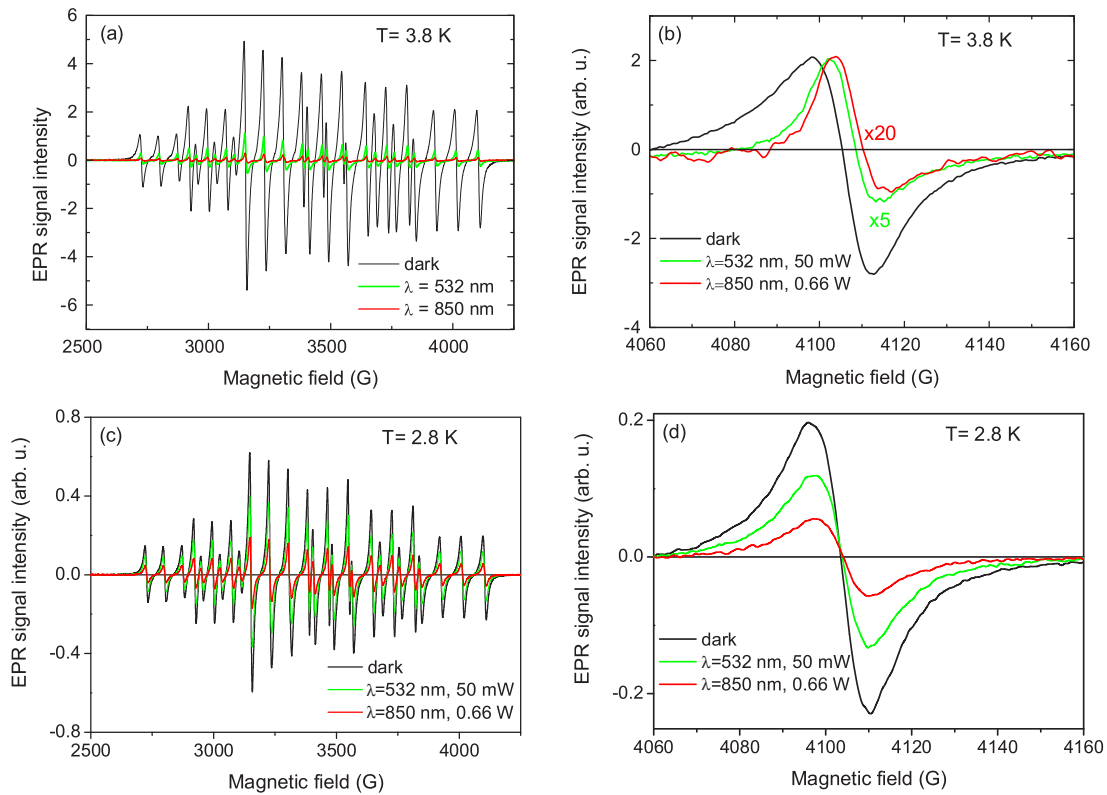 (a)
T= 3.8 K
6
4
2
0
-2
-4
-6
EPR signal intensity
dark
λ = 532 nm
λ = 850 nm
2500
3000
3500
4000
Magnetic field (G)
(b)
T= 3.8 K
2
0
-2
-4
EPR signal intensity (arb. u.)
x20
x5
dark
λ=532 nm, 50 mW
λ=850 nm, 0.66 W
4060
4080
4100
4120
4140
4160
Magnetic field (G)
(c)
T= 2.8 K
0.8
0.4
0.0
-0.4
-0.8
EPR signal intensity (arb. u.)
dark
λ=532 nm, 50 mW
λ=850 nm, 0.66 W
2500
3000
3500
4000
Magnetic field (G)
(d)
T= 2.8 K
0.2
0.0
-0.2
EPR signal intensity (arb. u.)
dark
λ=532 nm, 50 mW
λ=850 nm, 0.66 W
4060
4080
4100
4120
4140
4160
Magnetic field (G)